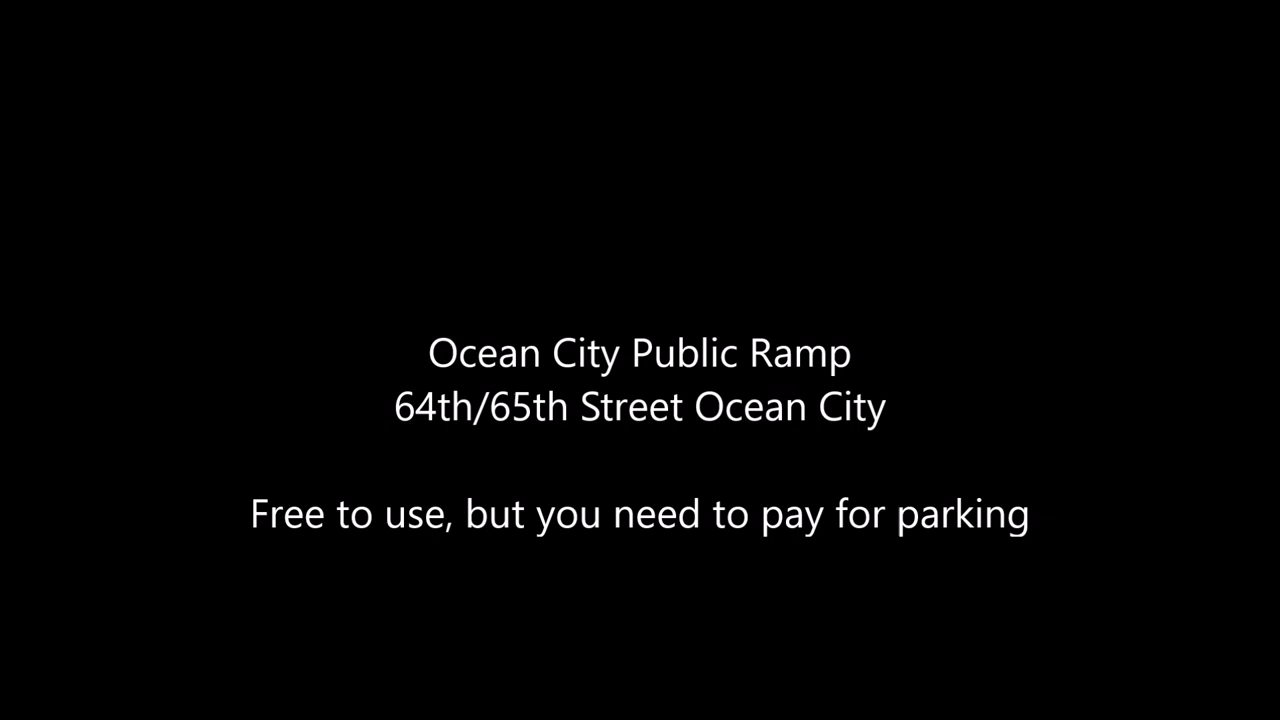 Ocean City Public Ramp
64th/65th Street Ocean City
Free to use, but you need to pay for parking